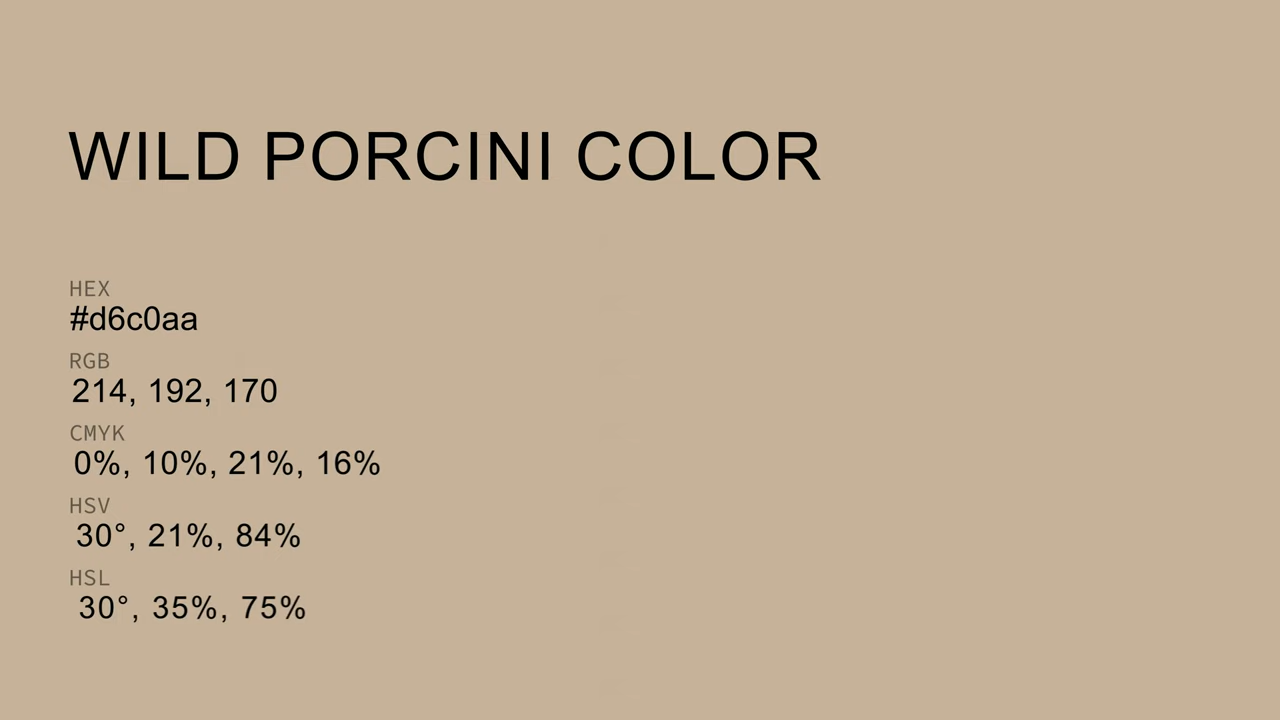 WILD PORCINI COLOR
HEX
#d6c0aa
RGB
214, 192, 170
CMYK
0%, 10%, 21%, 16%
HSV
30°, 21%, 84%
HSL
30°, 35%, 75%